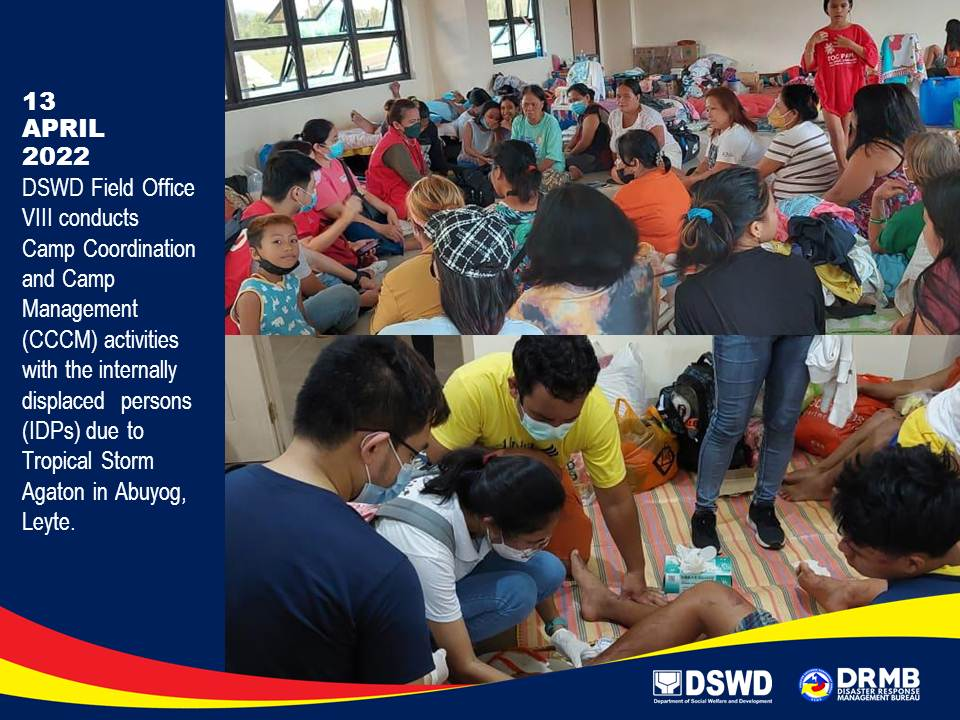 13
APRIL
2022
DSWD Field Office
VIII conducts
Camp Coordination
and Camp
Management
(CCCM) activities
with the internally
displaced persons
(IDPs) due to
Tropical Storm
Agaton in Abuyog,
Leyte.
DSWD
Department of Social Welfare and Development
DRMB
DISASTER RESPONSE
MANAGEMENT BUREAU